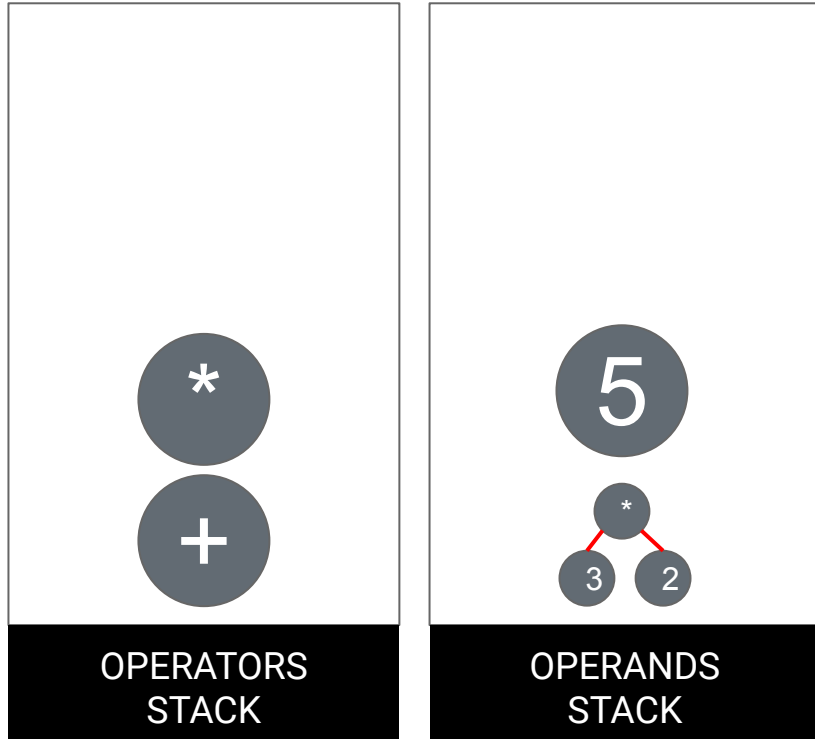 *
+
OPERATORS
STACK
5
*
3 2
OPERANDS
STACK